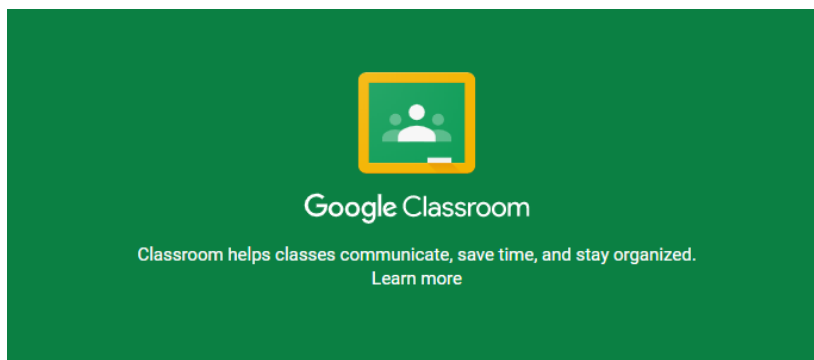 Google Classroom
Classroom helps classes communicate, save time, and stay organized.
Learn more